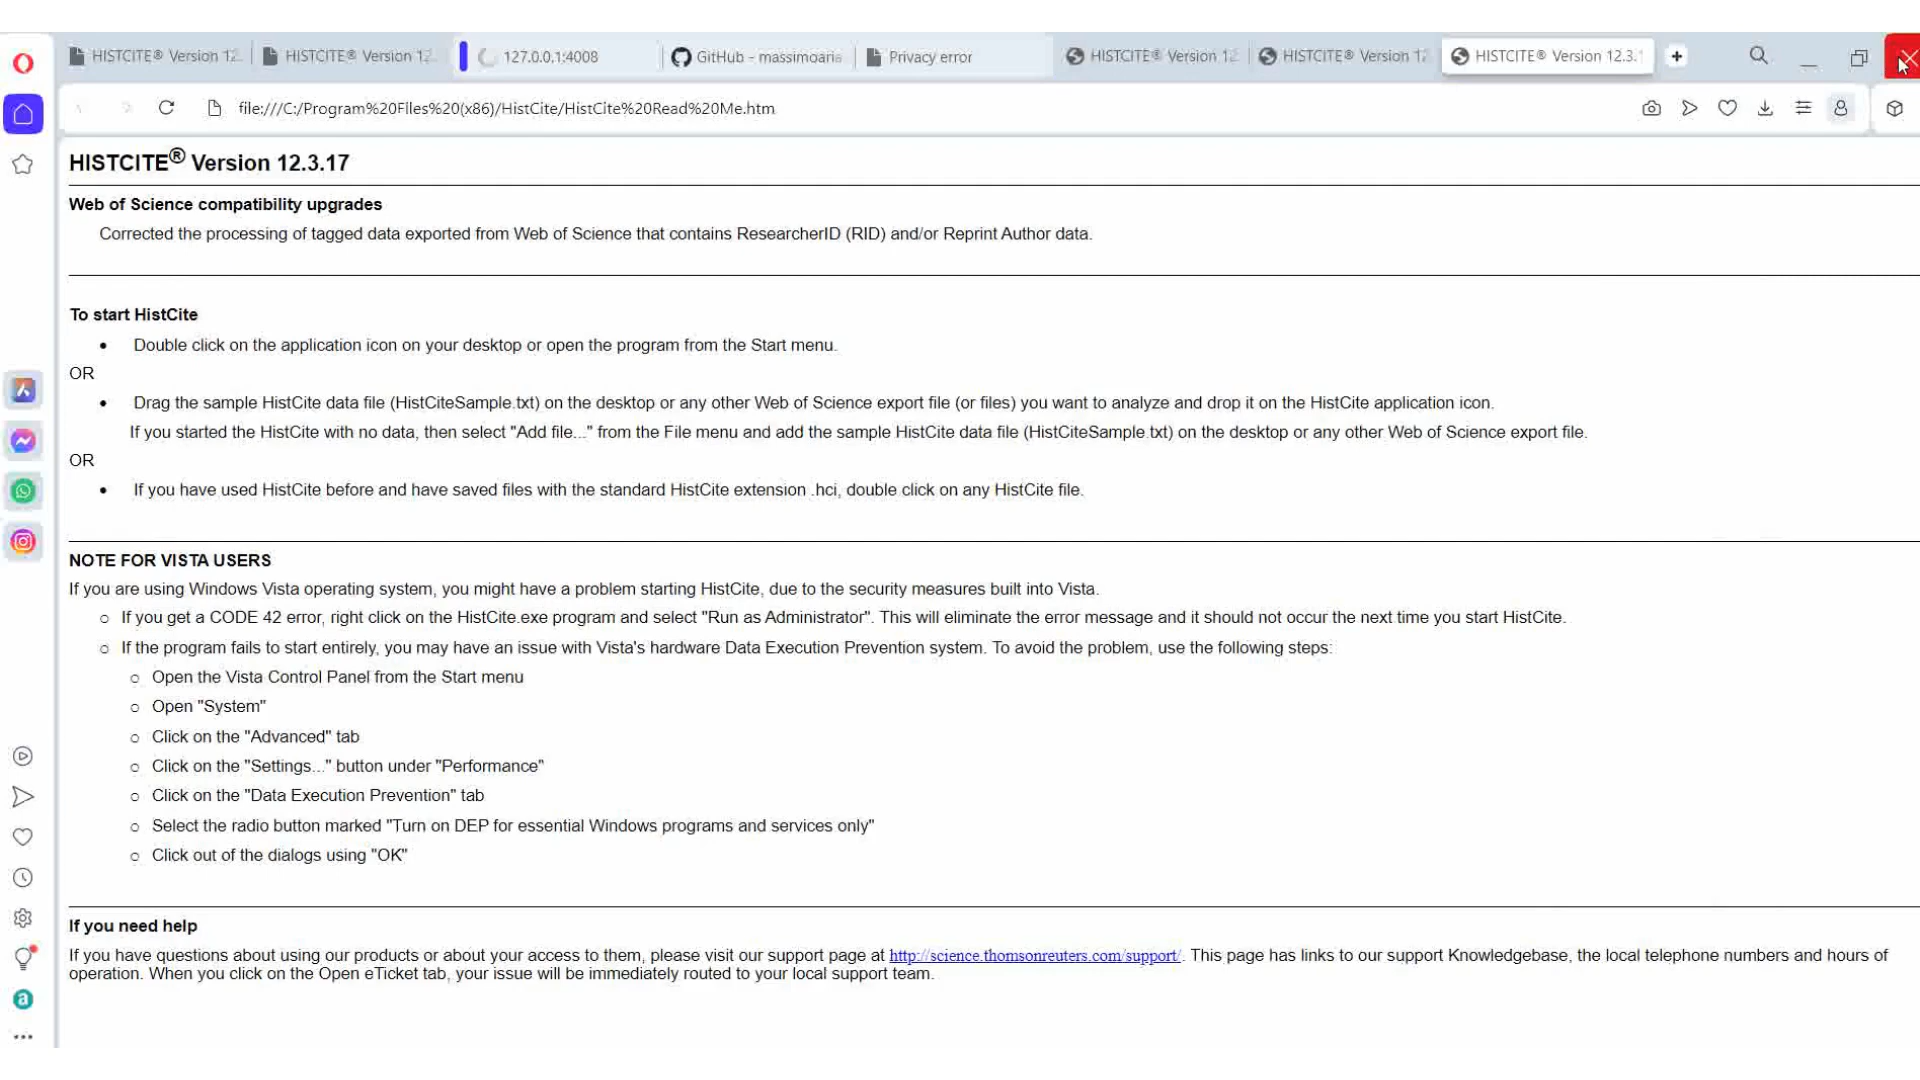 HISTCITE® Version 12
HISTCITE® Version 12
127.0.0.1:4008
GitHub - massimoaria
Privacy error
HISTCITE® Version 12
HISTCITE® Version 12
HISTCITE® Version 12.3.1
file:///C:/Program%20Files%20(x86)/HistCite/HistCite%20Read%20Me.htm
HISTCITE® Version 12.3.17
Web of Science compatibility upgrades
Corrected the processing of tagged data exported from Web of Science that contains ResearcherID (RID) and/or Reprint Author data.
To start HistCite
• Double click on the application icon on your desktop or open the program from the Start menu.
OR
• Drag the sample HistCite data file (HistCiteSample.txt) on the desktop or any other Web of Science export file (or files) you want to analyze and drop it on the HistCite application icon.
If you started the HistCite with no data, then select "Add file..." from the File menu and add the sample HistCite data file (HistCiteSample.txt) on the desktop or any other Web of Science export file.
OR
• If you have used HistCite before and have saved files with the standard HistCite extension .hci, double click on any HistCite file.
NOTE FOR VISTA USERS
If you are using Windows Vista operating system, you might have a problem starting HistCite, due to the security measures built into Vista.
○ If you get a CODE 42 error, right click on the HistCite.exe program and select "Run as Administrator". This will eliminate the error message and it should not occur the next time you start HistCite.
○ If the program fails to start entirely, you may have an issue with Vista's hardware Data Execution Prevention system. To avoid the problem, use the following steps:
○ Open the Vista Control Panel from the Start menu
○ Open "System"
○ Click on the "Advanced" tab
○ Click on the "Settings..." button under "Performance"
○ Click on the "Data Execution Prevention" tab
○ Select the radio button marked "Turn on DEP for essential Windows programs and services only"
○ Click out of the dialogs using "OK"
If you need help
If you have questions about using our products or about your access to them, please visit our support page at http://science.thomsonreuters.com/support/. This page has links to our support Knowledgebase, the local telephone numbers and hours of
operation. When you click on the Open eTicket tab, your issue will be immediately routed to your local support team.